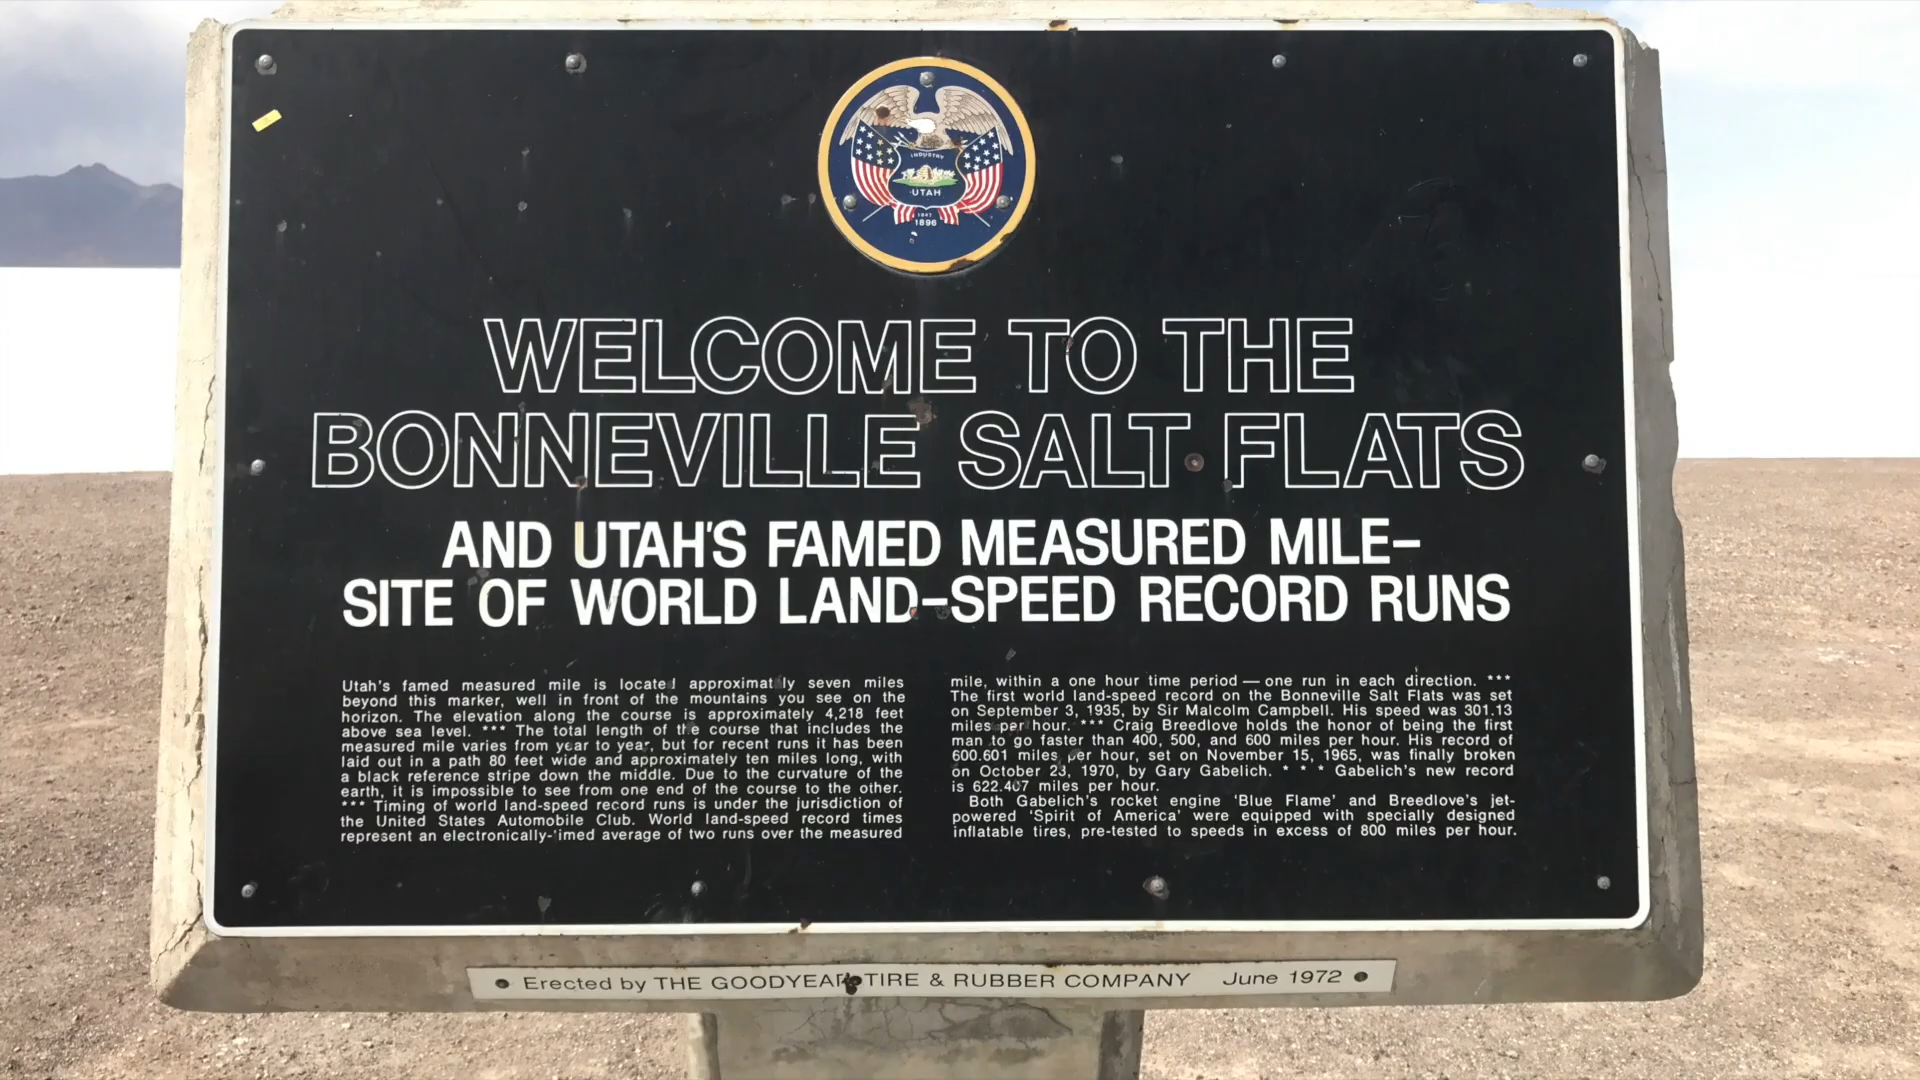 INDUSTRY
UTAH
1847
1896
WELCOME TO THE
BONNEVILLE SALT FLATS
AND UTAH'S FAMED MEASURED MILE–
SITE OF WORLD LAND-SPEED RECORD RUNS
Utah's famed measured mile is located approximately seven miles
beyond this marker, well in front of the mountains you see on the
horizon. The elevation along the course is approximately 4,218 feet
above sea level. *** The total length of the course that includes the
measured mile varies from year to year, but for recent runs it has been
laid out in a path 80 feet wide and approximately ten miles long, with
a black reference stripe down the middle. Due to the curvature of the
earth, it is impossible to see from one end of the course to the other.
*** Timing of world land-speed record runs is under the jurisdiction of
the United States Automobile Club. World land-speed record times
represent an electronically-timed average of two runs over the measured
mile, within a one hour time period — one run in each direction. ***
The first world land-speed record on the Bonneville Salt Flats was set
on September 3, 1935, by Sir Malcolm Campbell. His speed was 301.13
miles per hour. *** Craig Breedlove holds the honor of being the first
man to go faster than 400, 500, and 600 miles per hour. His record of
600.601 miles per hour, set on November 15, 1965, was finally broken
on October 23, 1970, by Gary Gabelich. * * * Gabelich's new record
is 622.407 miles per hour.
Both Gabelich's rocket engine 'Blue Flame' and Breedlove's jet-
powered 'Spirit of America' were equipped with specially designed
inflatable tires, pre-tested to speeds in excess of 800 miles per hour.
Erected by THE GOODYEAR TIRE & RUBBER COMPANY June 1972